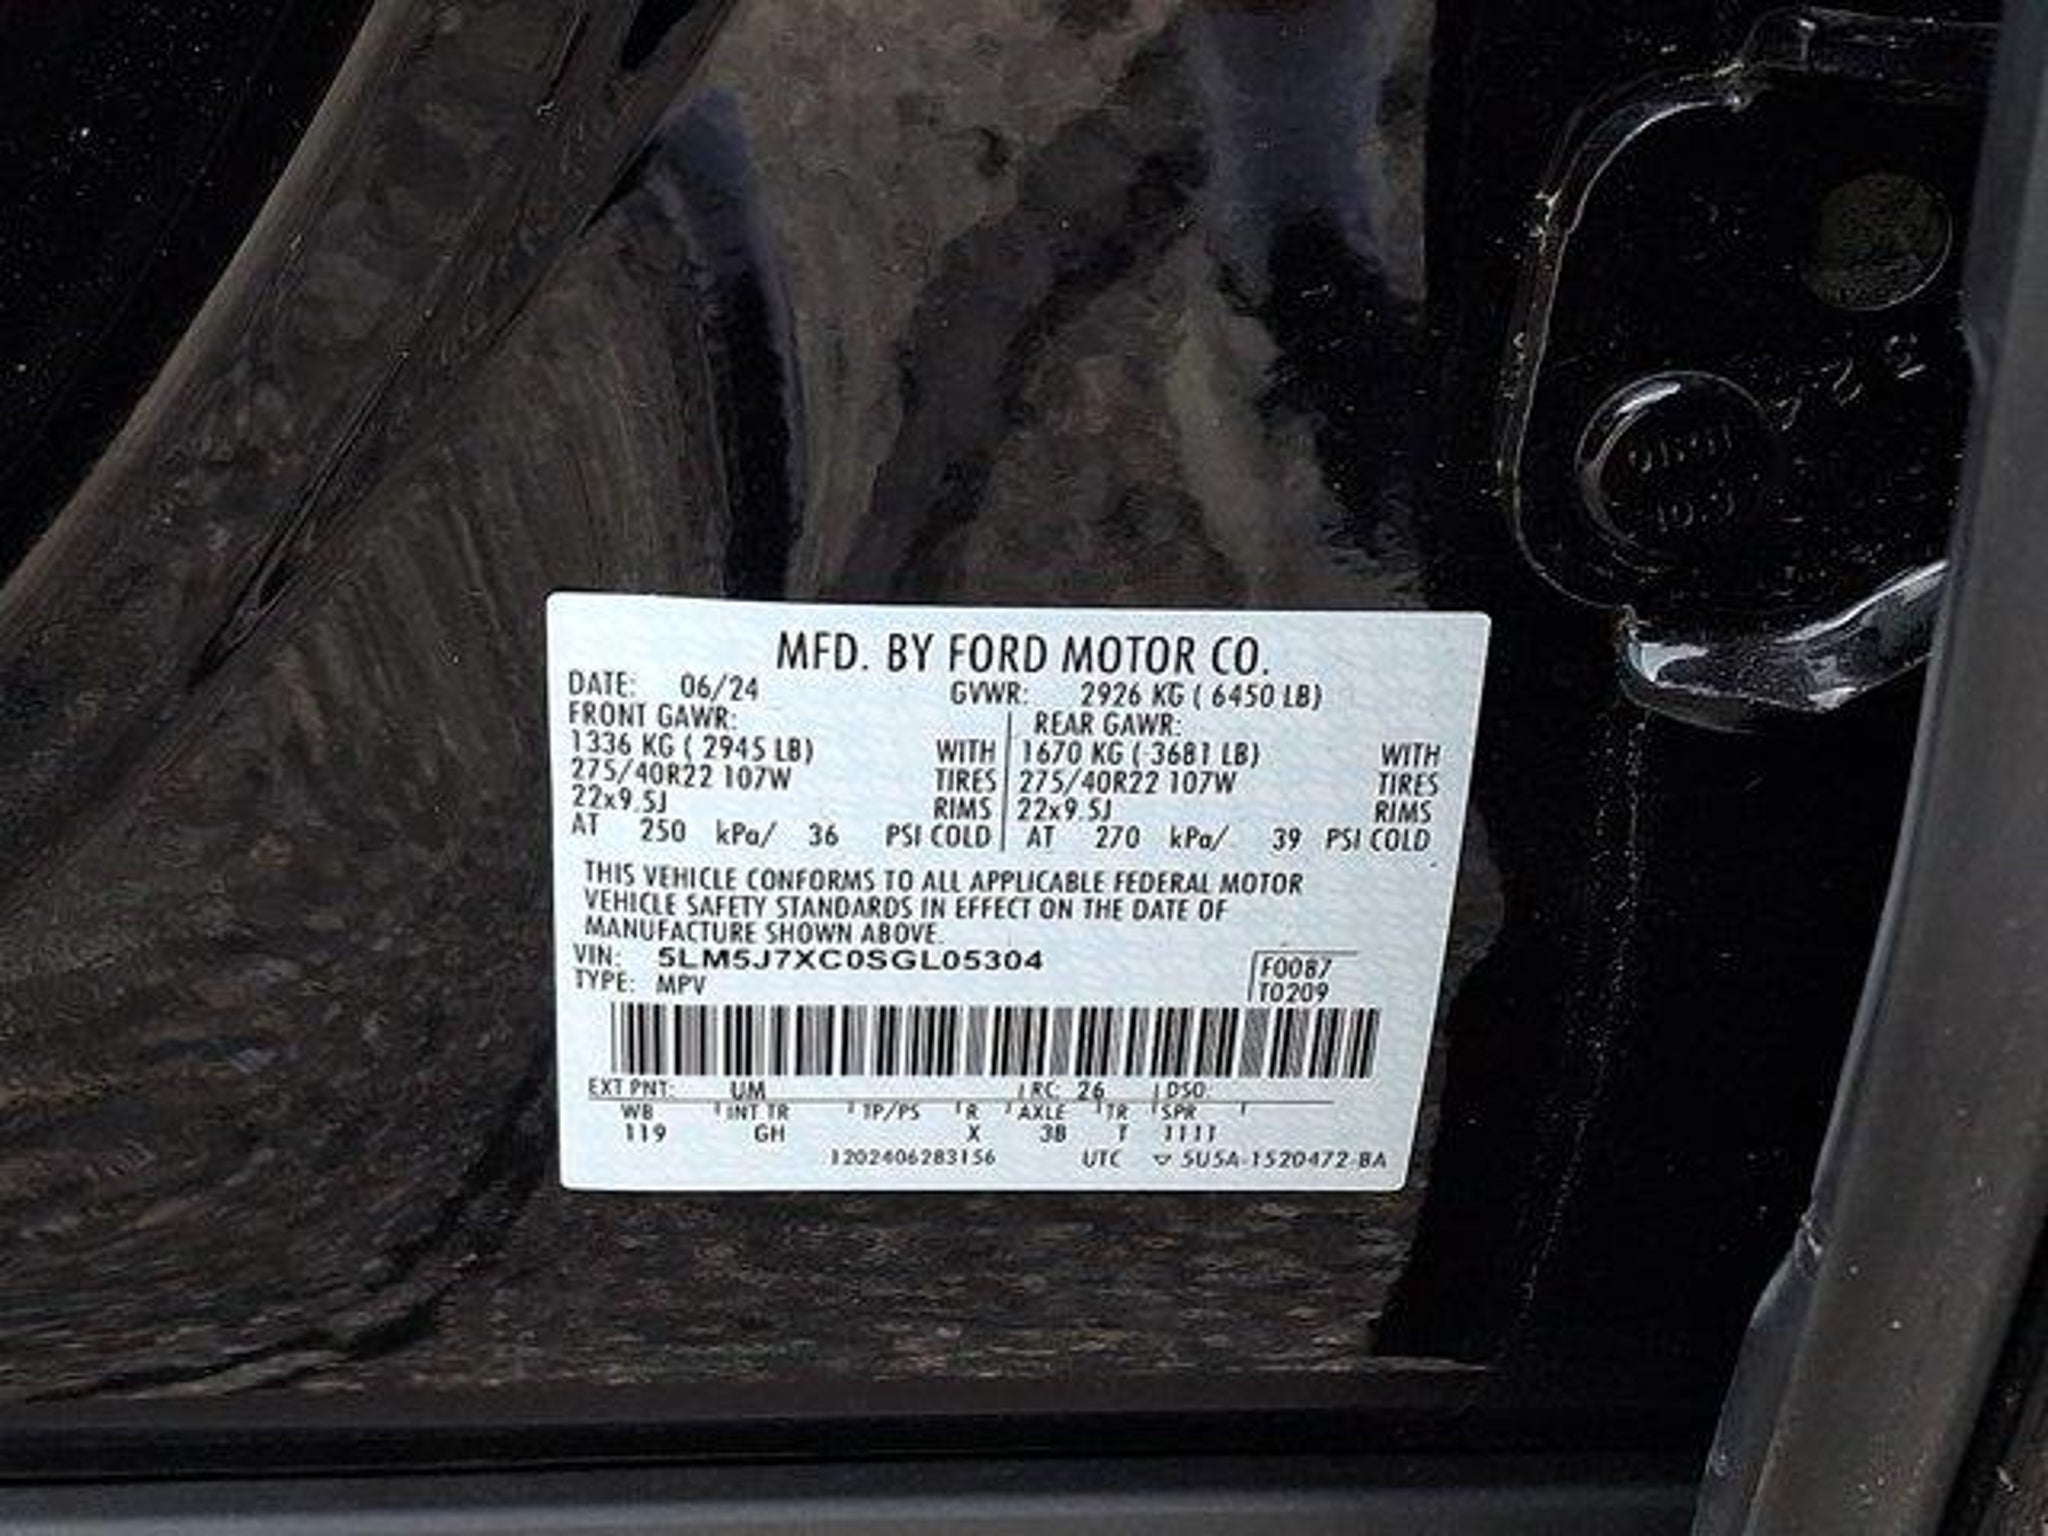 MFD. BY FORD MOTOR CO.
DATE: 06/24 GVWR: 2926 KG ( 6450 LB)
FRONT GAWR: REAR GAWR:
1336 KG ( 2945 LB) WITH 1670 KG ( 3681 LB) WITH
275/40R22 107W TIRES 275/40R22 107W TIRES
22x9.5J RIMS 22x9.5J RIMS
AT 250 kPa/ 36 PSI COLD AT 270 kPa/ 39 PSI COLD
THIS VEHICLE CONFORMS TO ALL APPLICABLE FEDERAL MOTOR
VEHICLE SAFETY STANDARDS IN EFFECT ON THE DATE OF
MANUFACTURE SHOWN ABOVE.
VIN: 5LM5J7XC0SGL05304 F0087
TYPE: MPV T0209
EXT PNT: UM RC: 26 DSO:
WB INT TR TP/PS R AXLE TR SPR
119 GH X 3B T 1111
1202406283156 UTC 5U5A-1520472-BA